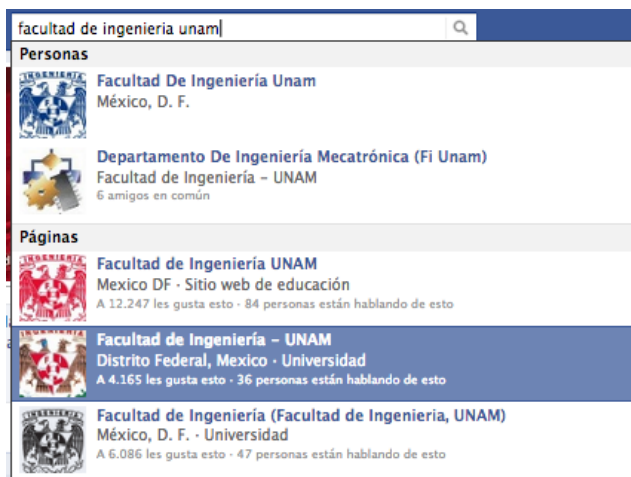 facultad de ingenieria unam
Personas
Facultad De Ingeniería Unam
México, D. F.
Departamento De Ingeniería Mecatrónica (Fi Unam)
Facultad de Ingeniería – UNAM
6 amigos en común
Páginas
Facultad de Ingeniería UNAM
Mexico DF · Sitio web de educación
A 12.247 les gusta esto · 84 personas están hablando de esto
Facultad de Ingeniería – UNAM
Distrito Federal, Mexico · Universidad
A 4.165 les gusta esto · 36 personas están hablando de esto
Facultad de Ingeniería (Facultad de Ingenieria, UNAM)
México, D. F. · Universidad
A 6.086 les gusta esto · 47 personas están hablando de esto